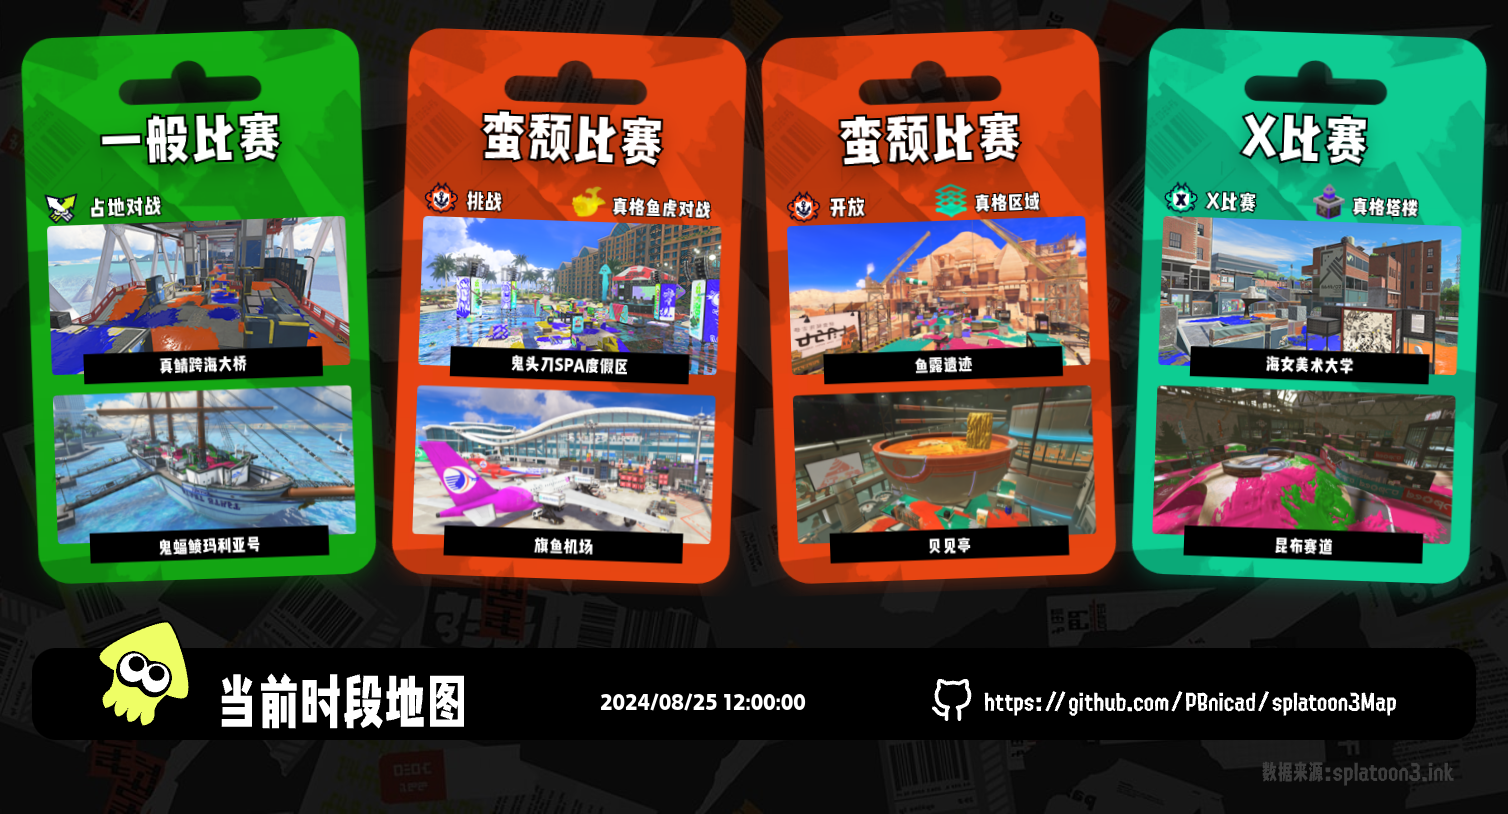 一般比赛
占地对战
真鲭跨海大桥
鬼蝠鲼玛利亚号
蛮颓比赛
挑战
真格鱼虎对战
鬼头刀SPA度假区
旗鱼机场
蛮颓比赛
开放
真格区域
鱼露遗迹
贝贝亭
X比赛
X比赛
真格塔楼
海女美术大学
昆布赛道
当前时段地图
2024/08/25 12:00:00
https://github.com/PBnicad/splatoon3Map
数据来源:splatoon3.ink